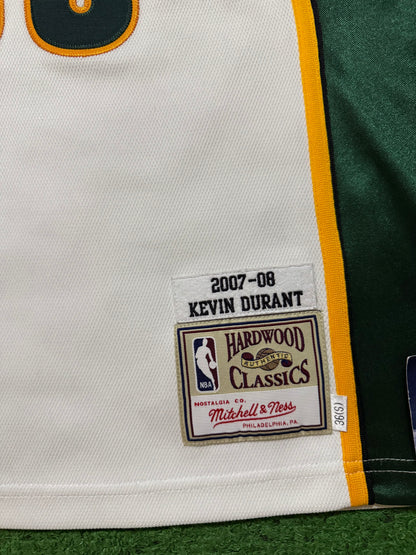 2007-08
KEVIN DURANT
HARDWOOD
AUTHENTIC
CLASSICS
NBA
NOSTALGIA CO.
Mitchell & Ness
PHILADELPHIA, PA.
36(S)